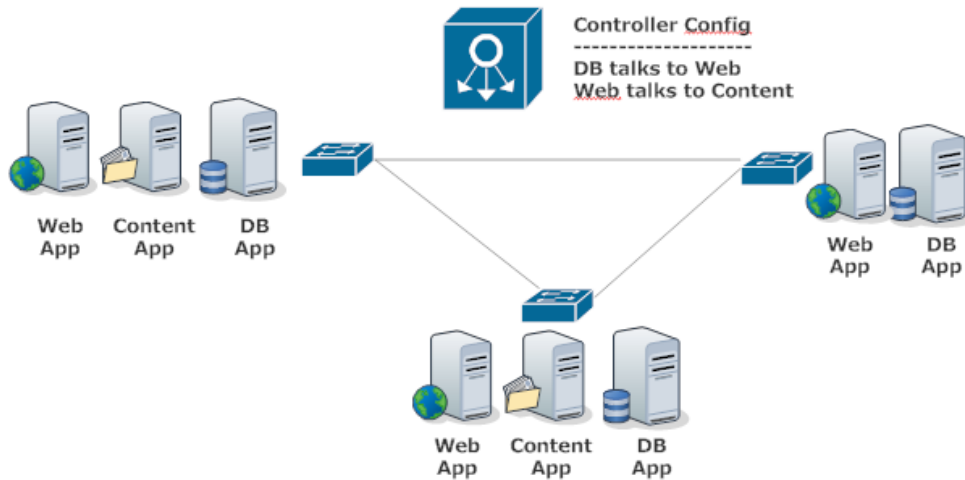 Controller Config
-------------------
DB talks to Web
Web talks to Content
Web
App
Content
App
DB
App
Web
App
DB
App
Web
App
Content
App
DB
App